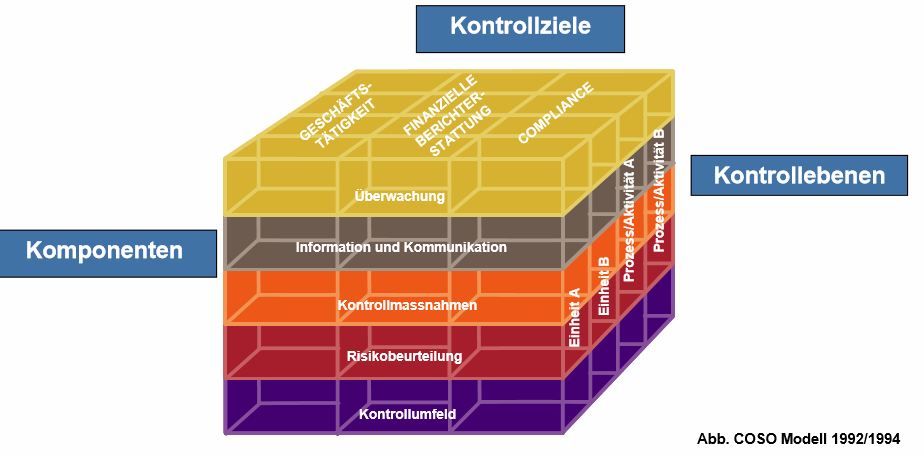 Kontrollziele
GESCHÄFTS-
TÄTIGKEIT
FINANZIELLE
BERICHTER-
STATTUNG
COMPLIANCE
Kontrollebenen
Komponenten
Überwachung
Information und Kommunikation
Kontrollmassnahmen
Risikobeurteilung
Kontrollumfeld
Einheit A
Einheit B
Prozess/Aktivität A
Prozess/Aktivität B
Abb. COSO Modell 1992/1994